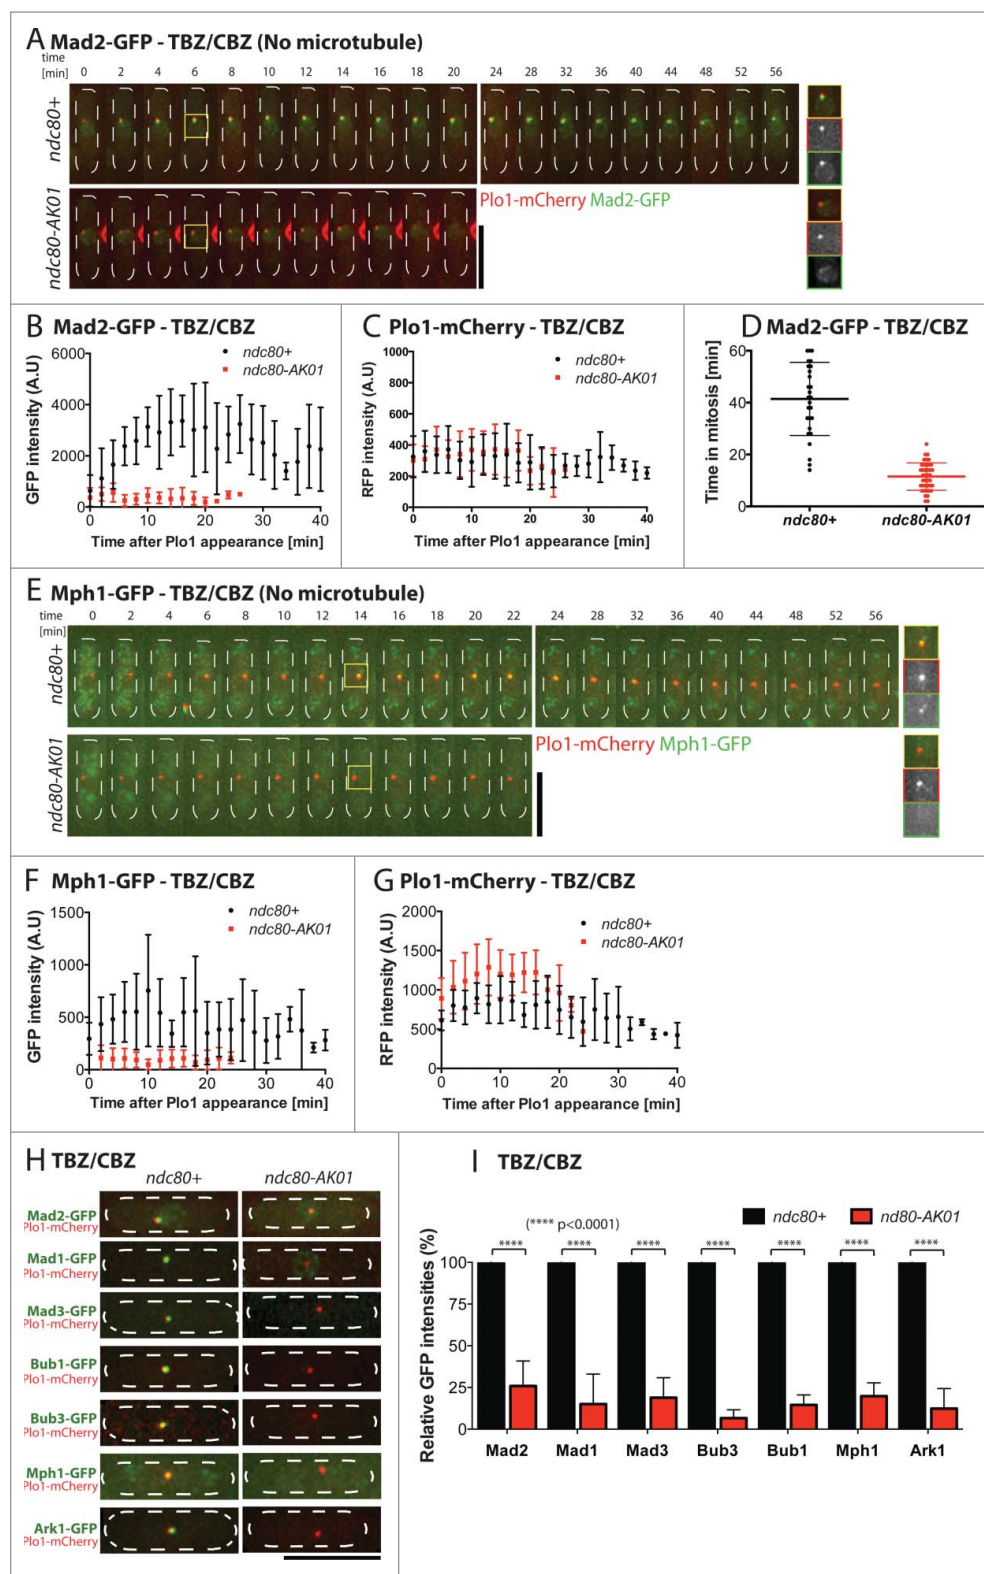 A Mad2-GFP - TBZ/CBZ (No microtubule)
time
[min] 0 2 4 6 8 10 12 14 16 18 20 24 28 32 36 40 44 48 52 56
ndc80+
ndc80-AK01
Plo1-mCherry Mad2-GFP
B Mad2-GFP - TBZ/CBZ
GFP intensity (A.U)
6000
4000
2000
0
0 10 20 30 40
ndc80+
ndc80-AK01
Time after Plo1 appearance [min]
C Plo1-mCherry - TBZ/CBZ
RFP intensity (A.U)
1000
800
600
400
200
0
0 10 20 30 40
ndc80+
ndc80-AK01
Time after Plo1 appearance [min]
D Mad2-GFP - TBZ/CBZ
Time in mitosis [min]
60
40
20
0
ndc80+ ndc80-AK01
E Mph1-GFP - TBZ/CBZ (No microtubule)
time
[min] 0 2 4 6 8 10 12 14 16 18 20 22 24 28 32 36 40 44 48 52 56
ndc80+
ndc80-AK01
Plo1-mCherry Mph1-GFP
F Mph1-GFP - TBZ/CBZ
GFP intensity (A.U)
1500
1000
500
0
0 10 20 30 40
ndc80+
ndc80-AK01
Time after Plo1 appearance [min]
G Plo1-mCherry - TBZ/CBZ
RFP intensity (A.U)
2000
1500
1000
500
0
0 10 20 30 40
ndc80+
ndc80-AK01
Time after Plo1 appearance [min]
H TBZ/CBZ
ndc80+ ndc80-AK01
Mad2-GFP
Plo1-mCherry
Mad1-GFP
Plo1-mCherry
Mad3-GFP
Plo1-mCherry
Bub1-GFP
Plo1-mCherry
Bub3-GFP
Plo1-mCherry
Mph1-GFP
Plo1-mCherry
Ark1-GFP
Plo1-mCherry
I TBZ/CBZ
ndc80+ nd80-AK01
(**** p<0.0001)
**** **** **** **** **** **** ****
Relative GFP intensities (%)
100
75
50
25
0
Mad2 Mad1 Mad3 Bub3 Bub1 Mph1 Ark1